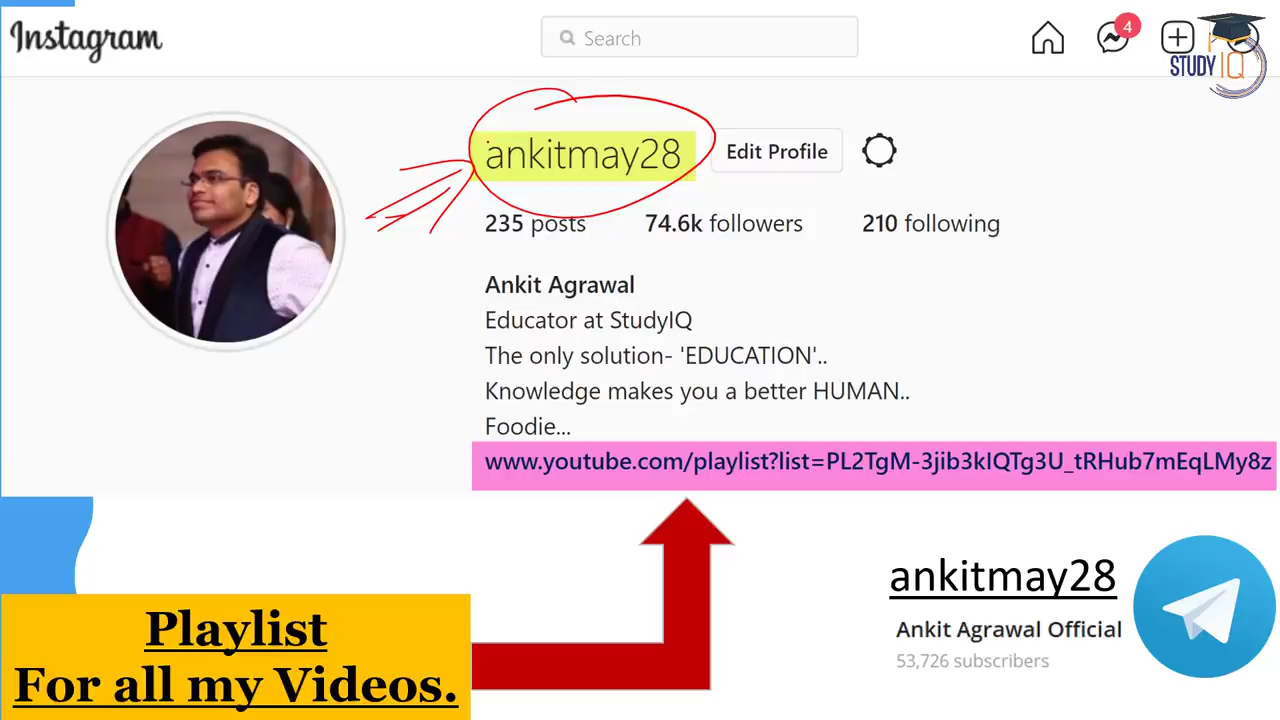 Instagram
Search
4
STUDY IQ
ankitmay28
Edit Profile
235 posts 74.6k followers 210 following
Ankit Agrawal
Educator at StudyIQ
The only solution- 'EDUCATION'..
Knowledge makes you a better HUMAN..
Foodie...
www.youtube.com/playlist?list=PL2TgM-3jib3kIQTg3U_tRHub7mEqLMy8z
Playlist
For all my Videos.
ankitmay28
Ankit Agrawal Official
53,726 subscribers